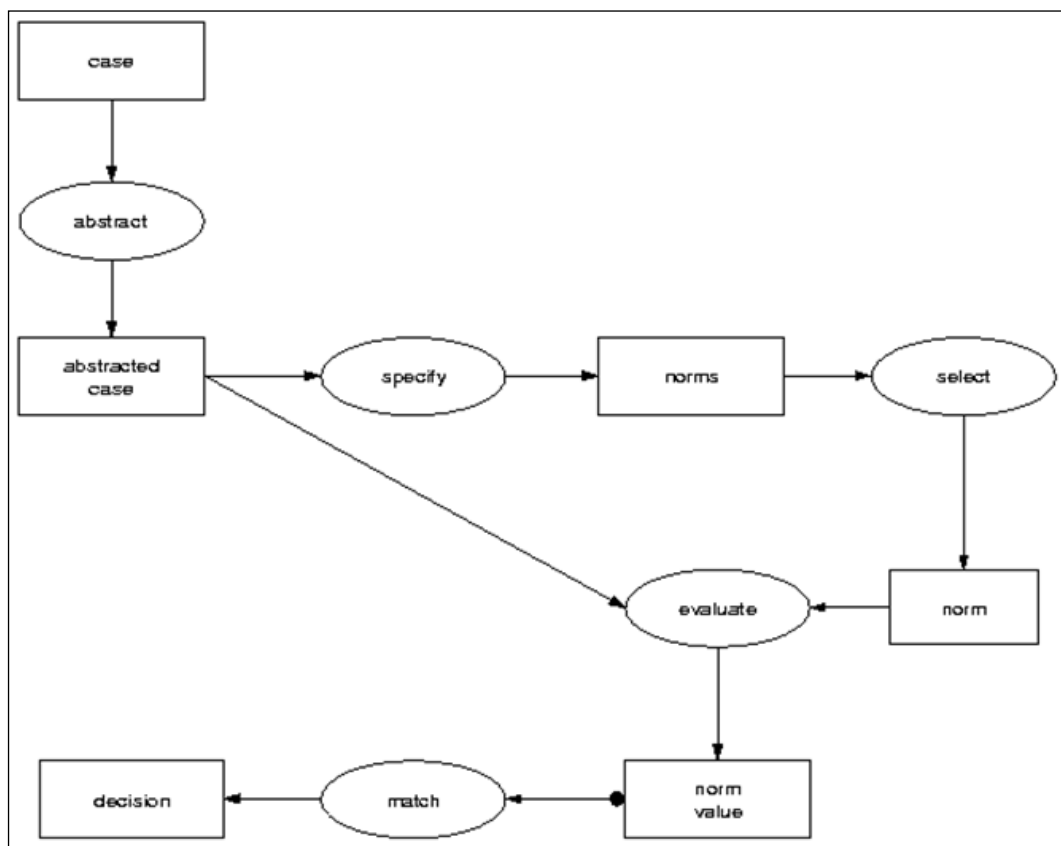 case
abstract
abstracted
case
specify
norms
select
evaluate
norm
decision
match
norm
value